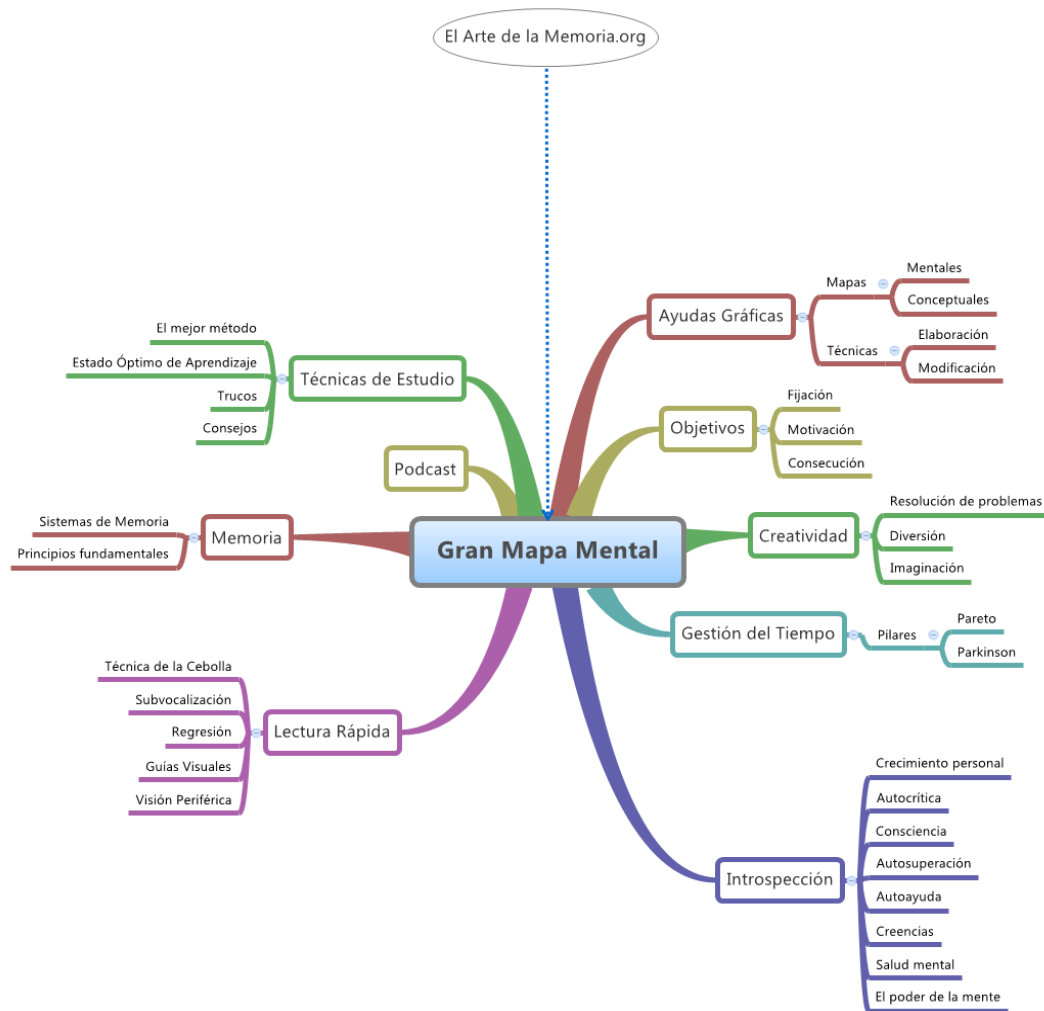 El Arte de la Memoria.org
Gran Mapa Mental
Ayudas Gráficas
Mapas
Mentales
Conceptuales
Técnicas
Elaboración
Modificación
Objetivos
Fijación
Motivación
Consecución
Creatividad
Resolución de problemas
Diversión
Imaginación
Gestión del Tiempo
Pilares
Pareto
Parkinson
Introspección
Crecimiento personal
Autocrítica
Consciencia
Autosuperación
Autoayuda
Creencias
Salud mental
El poder de la mente
Lectura Rápida
Técnica de la Cebolla
Subvocalización
Regresión
Guías Visuales
Visión Periférica
Memoria
Sistemas de Memoria
Principios fundamentales
Podcast
Técnicas de Estudio
El mejor método
Estado Óptimo de Aprendizaje
Trucos
Consejos